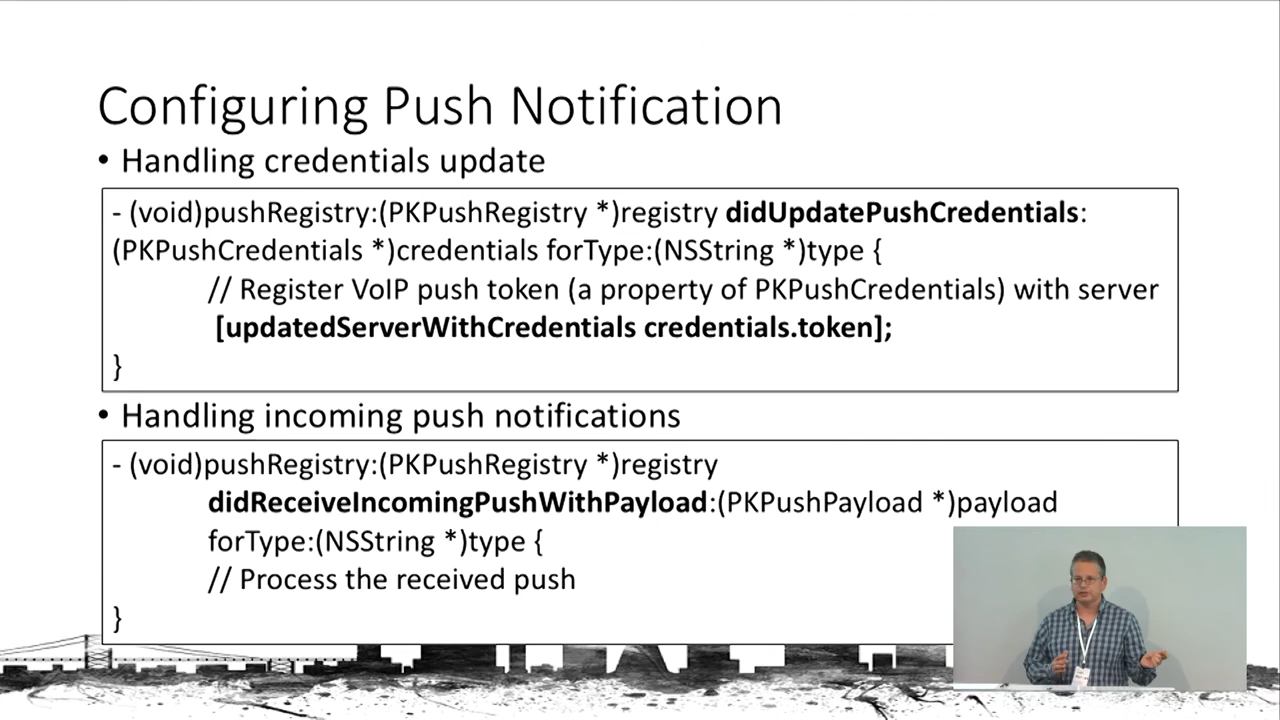 Configuring Push Notification
• Handling credentials update
- (void)pushRegistry:(PKPushRegistry *)registry didUpdatePushCredentials:
(PKPushCredentials *)credentials forType:(NSString *)type {
// Register VoIP push token (a property of PKPushCredentials) with server
[updatedServerWithCredentials credentials.token];
}
• Handling incoming push notifications
- (void)pushRegistry:(PKPushRegistry *)registry
didReceiveIncomingPushWithPayload:(PKPushPayload *)payload
forType:(NSString *)type {
// Process the received push
}